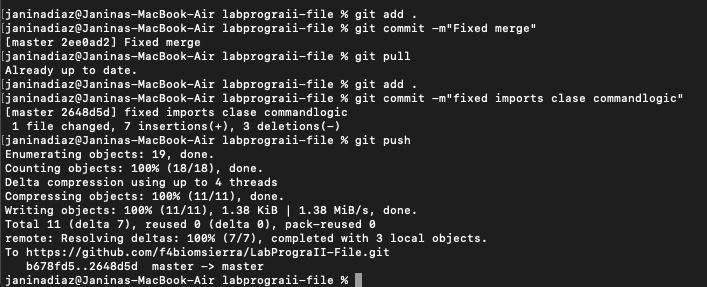 [janinadiaz@Janinas-MacBook-Air labprograii-file % git add .
[janinadiaz@Janinas-MacBook-Air labprograii-file % git commit -m"Fixed merge"
[master 2ee0ad2] Fixed merge
[janinadiaz@Janinas-MacBook-Air labprograii-file % git pull
Already up to date.
[janinadiaz@Janinas-MacBook-Air labprograii-file % git add .
[janinadiaz@Janinas-MacBook-Air labprograii-file % git commit -m"fixed imports clase commandlogic"
[master 2648d5d] fixed imports clase commandlogic
1 file changed, 7 insertions(+), 3 deletions(-)
[janinadiaz@Janinas-MacBook-Air labprograii-file % git push
Enumerating objects: 19, done.
Counting objects: 100% (18/18), done.
Delta compression using up to 4 threads
Compressing objects: 100% (11/11), done.
Writing objects: 100% (11/11), 1.38 KiB | 1.38 MiB/s, done.
Total 11 (delta 7), reused 0 (delta 0), pack-reused 0
remote: Resolving deltas: 100% (7/7), completed with 3 local objects.
To https://github.com/f4biomsierra/LabPrograII-File.git
b678fd5..2648d5d  master -> master
janinadiaz@Janinas-MacBook-Air labprograii-file %